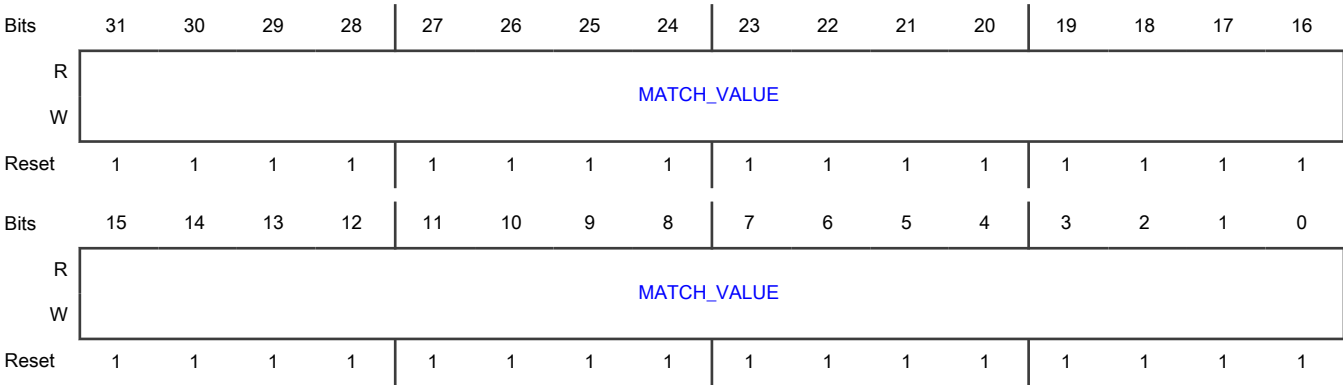 Bits 31 30 29 28 27 26 25 24 23 22 21 20 19 18 17 16
R
MATCH_VALUE
W
Reset 1 1 1 1 1 1 1 1 1 1 1 1 1 1 1 1
Bits 15 14 13 12 11 10 9 8 7 6 5 4 3 2 1 0
R
MATCH_VALUE
W
Reset 1 1 1 1 1 1 1 1 1 1 1 1 1 1 1 1